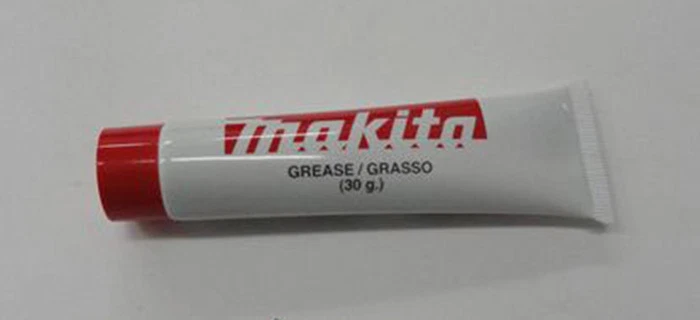 makita
GREASE / GRASSO
(30 g.)